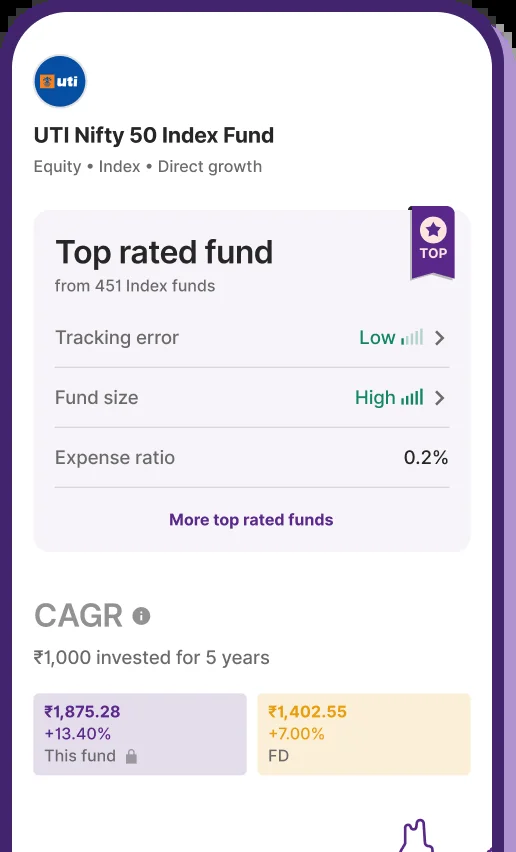 uti
UTI Nifty 50 Index Fund
Equity • Index • Direct growth
Top rated fund
TOP
from 451 Index funds
Tracking error Low
Fund size High
Expense ratio 0.2%
More top rated funds
CAGR
₹1,000 invested for 5 years
₹1,875.28
+13.40%
This fund
₹1,402.55
+7.00%
FD